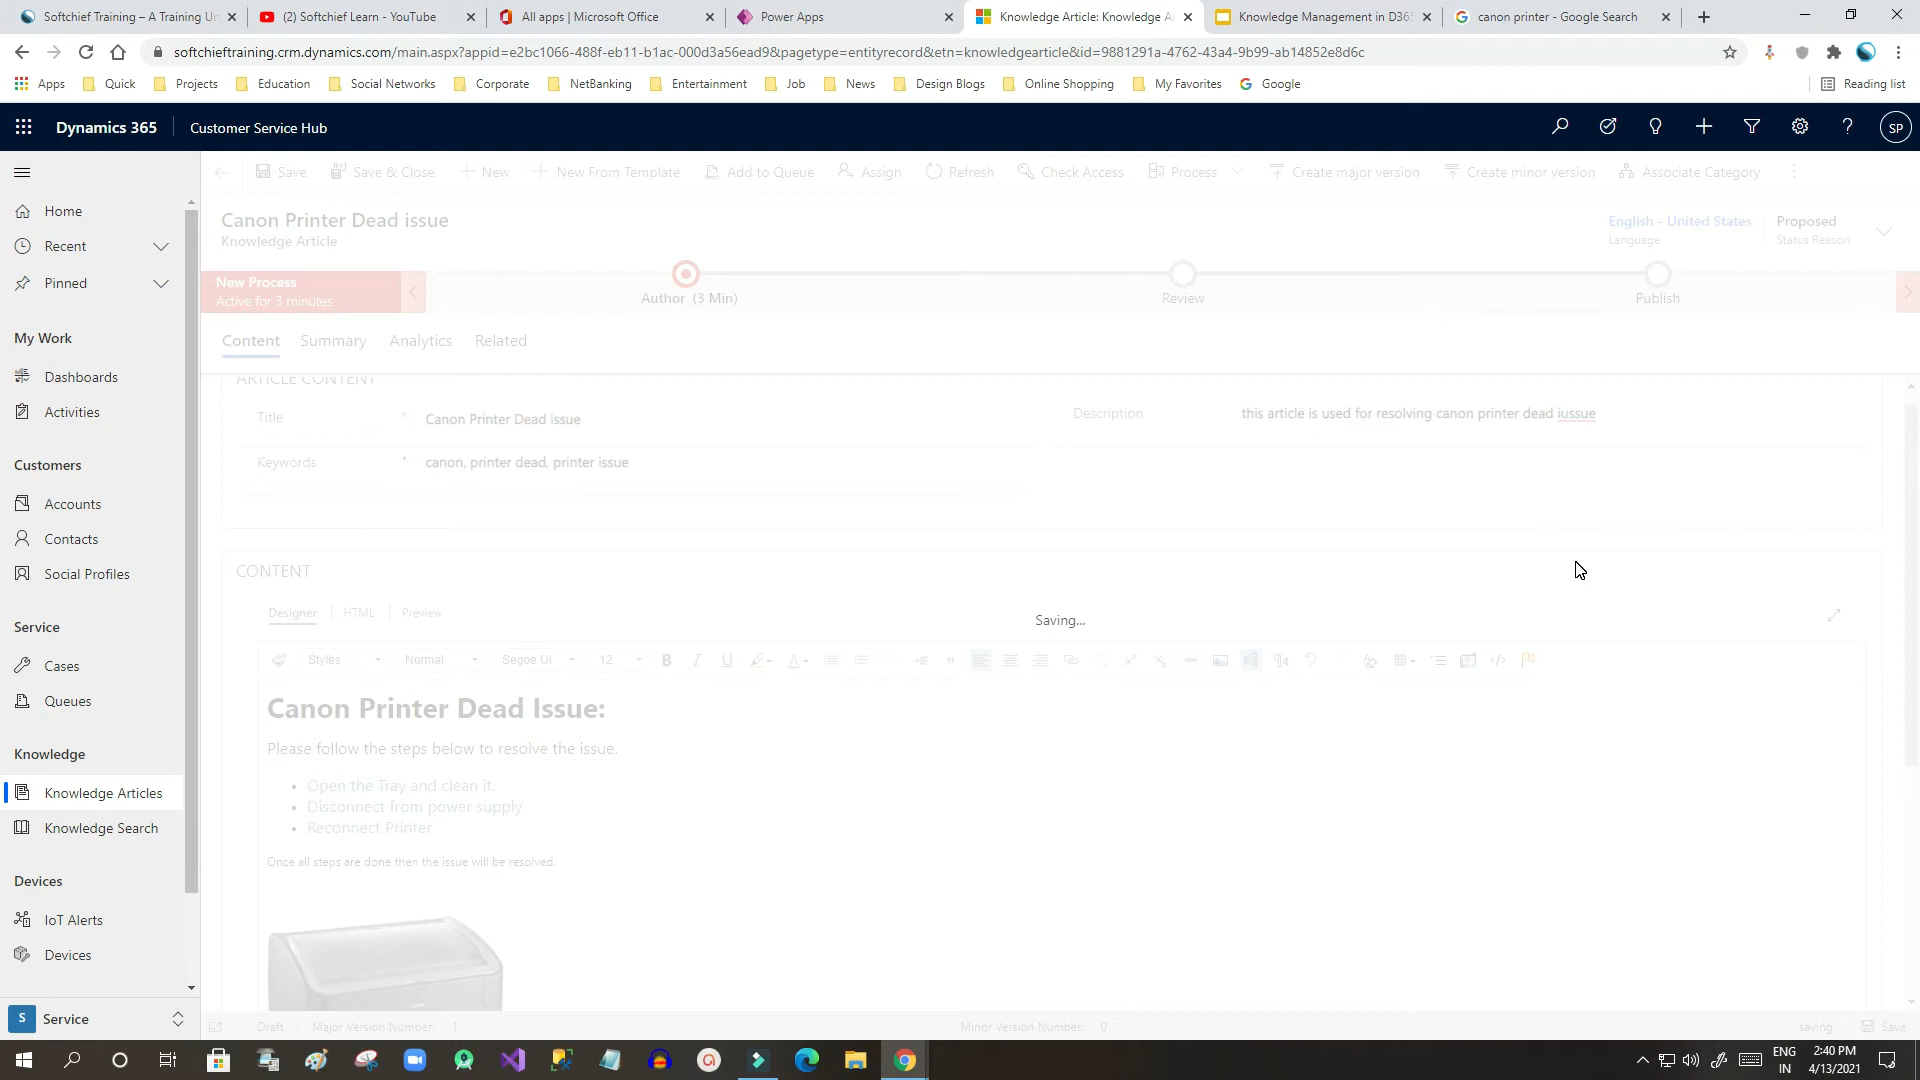 Softchief Training – A Training Un
(2) Softchief Learn - YouTube
All apps | Microsoft Office
Power Apps
Knowledge Article: Knowledge A
Knowledge Management in D365
canon printer - Google Search
softchieftraining.crm.dynamics.com/main.aspx?appid=e2bc1066-488f-eb11-b1ac-000d3a56ead9&pagetype=entityrecord&etn=knowledgearticle&id=9881291a-4762-43a4-9b99-ab14852e8d6c
Apps
Quick
Projects
Education
Social Networks
Corporate
NetBanking
Entertainment
Job
News
Design Blogs
Online Shopping
My Favorites
Google
Reading list
Dynamics 365
Customer Service Hub
SP
Save
Save & Close
New
New From Template
Add to Queue
Assign
Refresh
Check Access
Process
Create major version
Create minor version
Associate Category
Home
Recent
Pinned
My Work
Dashboards
Activities
Customers
Accounts
Contacts
Social Profiles
Service
Cases
Queues
Knowledge
Knowledge Articles
Knowledge Search
Devices
IoT Alerts
Devices
S Service
Canon Printer Dead issue
Knowledge Article
English - United States
Language
Proposed
Status Reason
New Process
Active for 3 minutes
Author (3 Min)
Review
Publish
Content
Summary
Analytics
Related
ARTICLE CONTENT
Title * Canon Printer Dead issue
Description this article is used for resolving canon printer dead iussue
Keywords + canon, printer dead, printer issue
CONTENT
Designer
HTML
Preview
Saving...
Styles
Normal
Segoe UI
12
Canon Printer Dead Issue:
Please follow the steps below to resolve the issue.
• Open the Tray and clean it.
• Disconnect from power supply
• Reconnect Printer
Once all steps are done then the issue will be resolved.
Draft
Major Version Number: 1
Minor Version Number: 0
saving
Save
ENG
IN
2:40 PM
4/13/2021